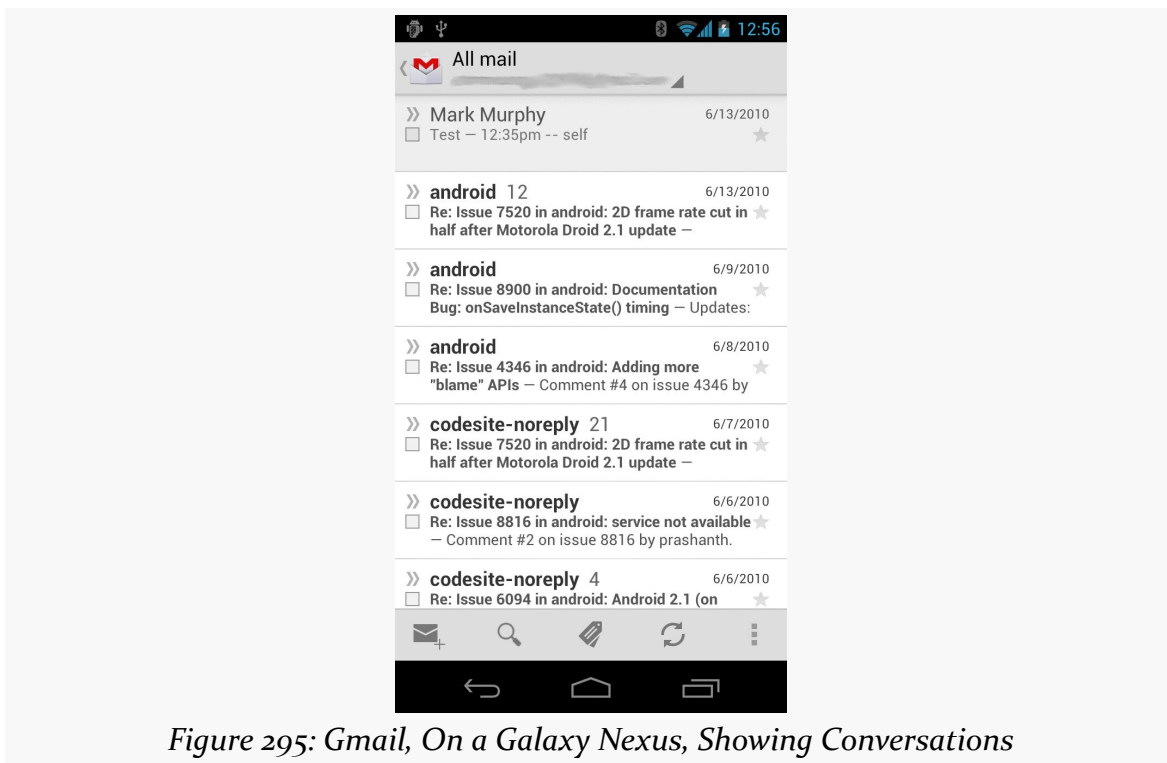 12:56
All mail
Mark Murphy 6/13/2010
Test — 12:35pm -- self
android 12 6/13/2010
Re: Issue 7520 in android: 2D frame rate cut in
half after Motorola Droid 2.1 update —
android 6/9/2010
Re: Issue 8900 in android: Documentation
Bug: onSaveInstanceState() timing — Updates:
android 6/8/2010
Re: Issue 4346 in android: Adding more
"blame" APIs — Comment #4 on issue 4346 by
codesite-noreply 21 6/7/2010
Re: Issue 7520 in android: 2D frame rate cut in
half after Motorola Droid 2.1 update —
codesite-noreply 6/6/2010
Re: Issue 8816 in android: service not available
— Comment #2 on issue 8816 by prashanth.
codesite-noreply 4 6/6/2010
Re: Issue 6094 in android: Android 2.1 (on
Figure 295: Gmail, On a Galaxy Nexus, Showing Conversations